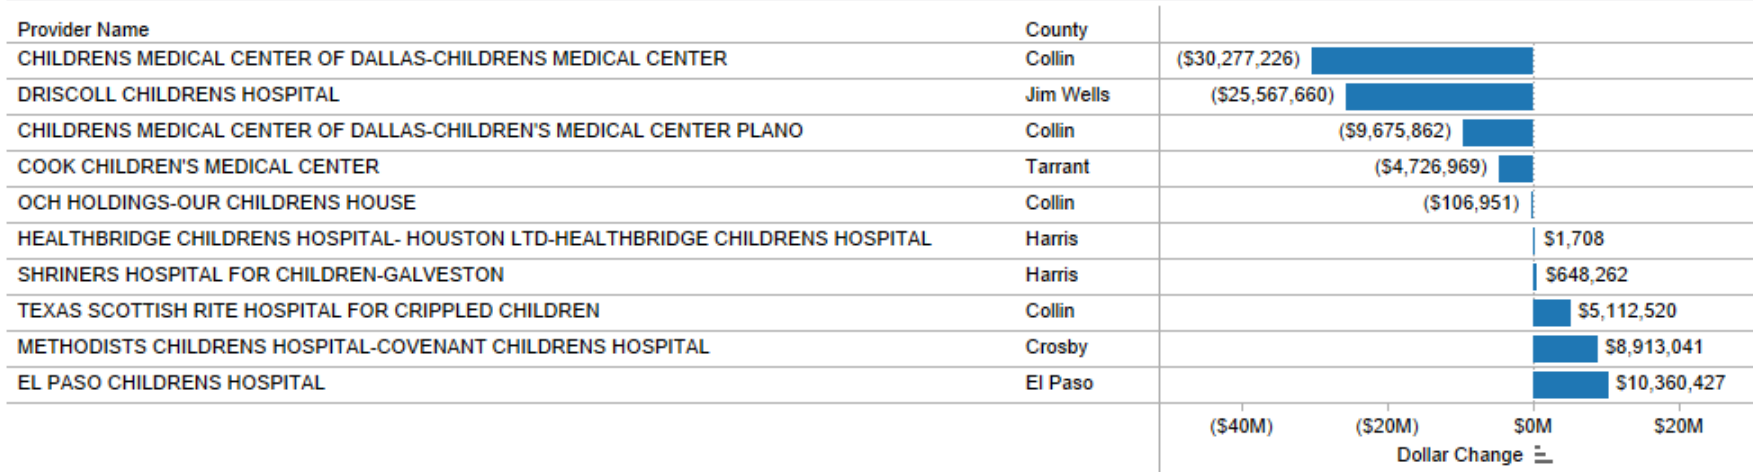 Provider Name County
CHILDRENS MEDICAL CENTER OF DALLAS-CHILDRENS MEDICAL CENTER Collin ($30,277,226)
DRISCOLL CHILDRENS HOSPITAL Jim Wells ($25,567,660)
CHILDRENS MEDICAL CENTER OF DALLAS-CHILDREN'S MEDICAL CENTER PLANO Collin ($9,675,862)
COOK CHILDREN'S MEDICAL CENTER Tarrant ($4,726,969)
OCH HOLDINGS-OUR CHILDRENS HOUSE Collin ($106,951)
HEALTHBRIDGE CHILDRENS HOSPITAL- HOUSTON LTD-HEALTHBRIDGE CHILDRENS HOSPITAL Harris $1,708
SHRINERS HOSPITAL FOR CHILDREN-GALVESTON Harris $648,262
TEXAS SCOTTISH RITE HOSPITAL FOR CRIPPLED CHILDREN Collin $5,112,520
METHODISTS CHILDRENS HOSPITAL-COVENANT CHILDRENS HOSPITAL Crosby $8,913,041
EL PASO CHILDRENS HOSPITAL El Paso $10,360,427
($40M) ($20M) $0M $20M
Dollar Change